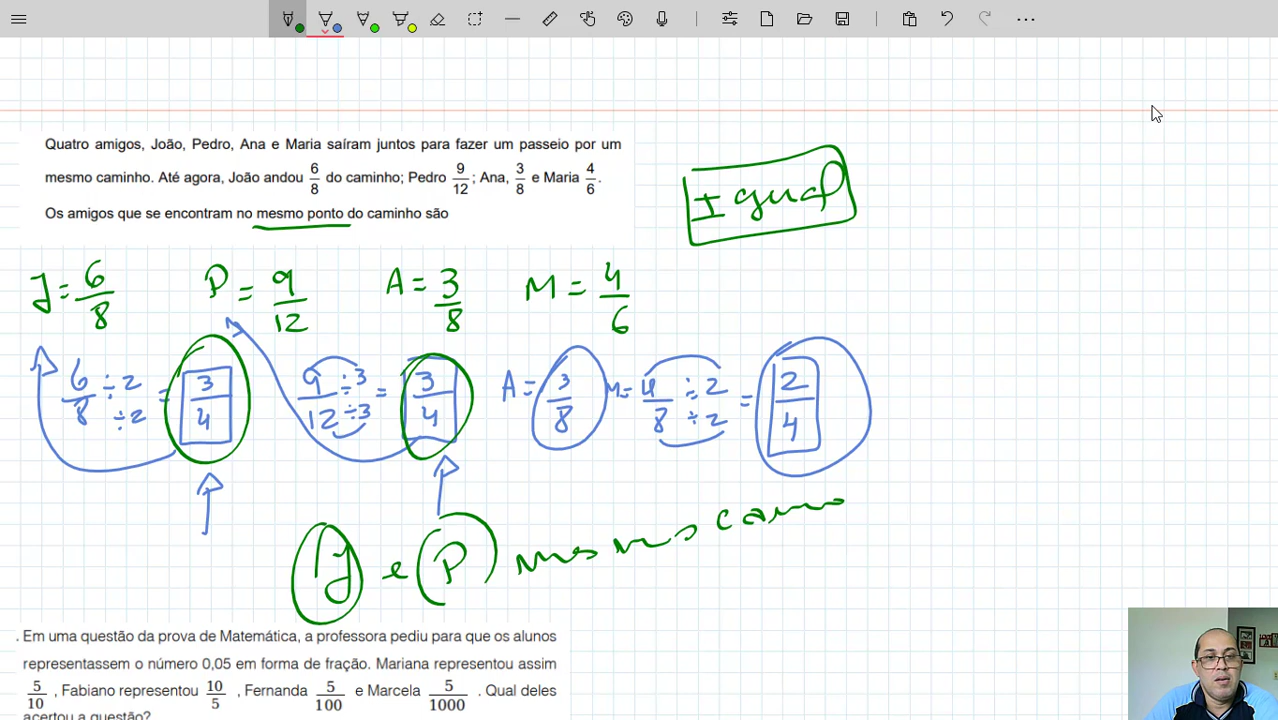 Quatro amigos, João, Pedro, Ana e Maria saíram juntos para fazer um passeio por um
mesmo caminho. Até agora, João andou 6/8 do caminho; Pedro 9/12; Ana, 3/8 e Maria 4/6.
Os amigos que se encontram no mesmo ponto do caminho são
Igual
J = 6/8 P = 9/12 A = 3/8 M = 4/6
6/8 ÷2/÷2 = 3/4 9/12 ÷3/÷3 = 3/4 A = 3/8 M = 4/8 ÷2/÷2 = 2/4
J e P mesmo
. Em uma questão da prova de Matemática, a professora pediu para que os alunos
representassem o número 0,05 em forma de fração. Mariana representou assim
5/10 , Fabiano representou 10/5 , Fernanda 5/100 e Marcela 5/1000 . Qual deles
acertou a questão?